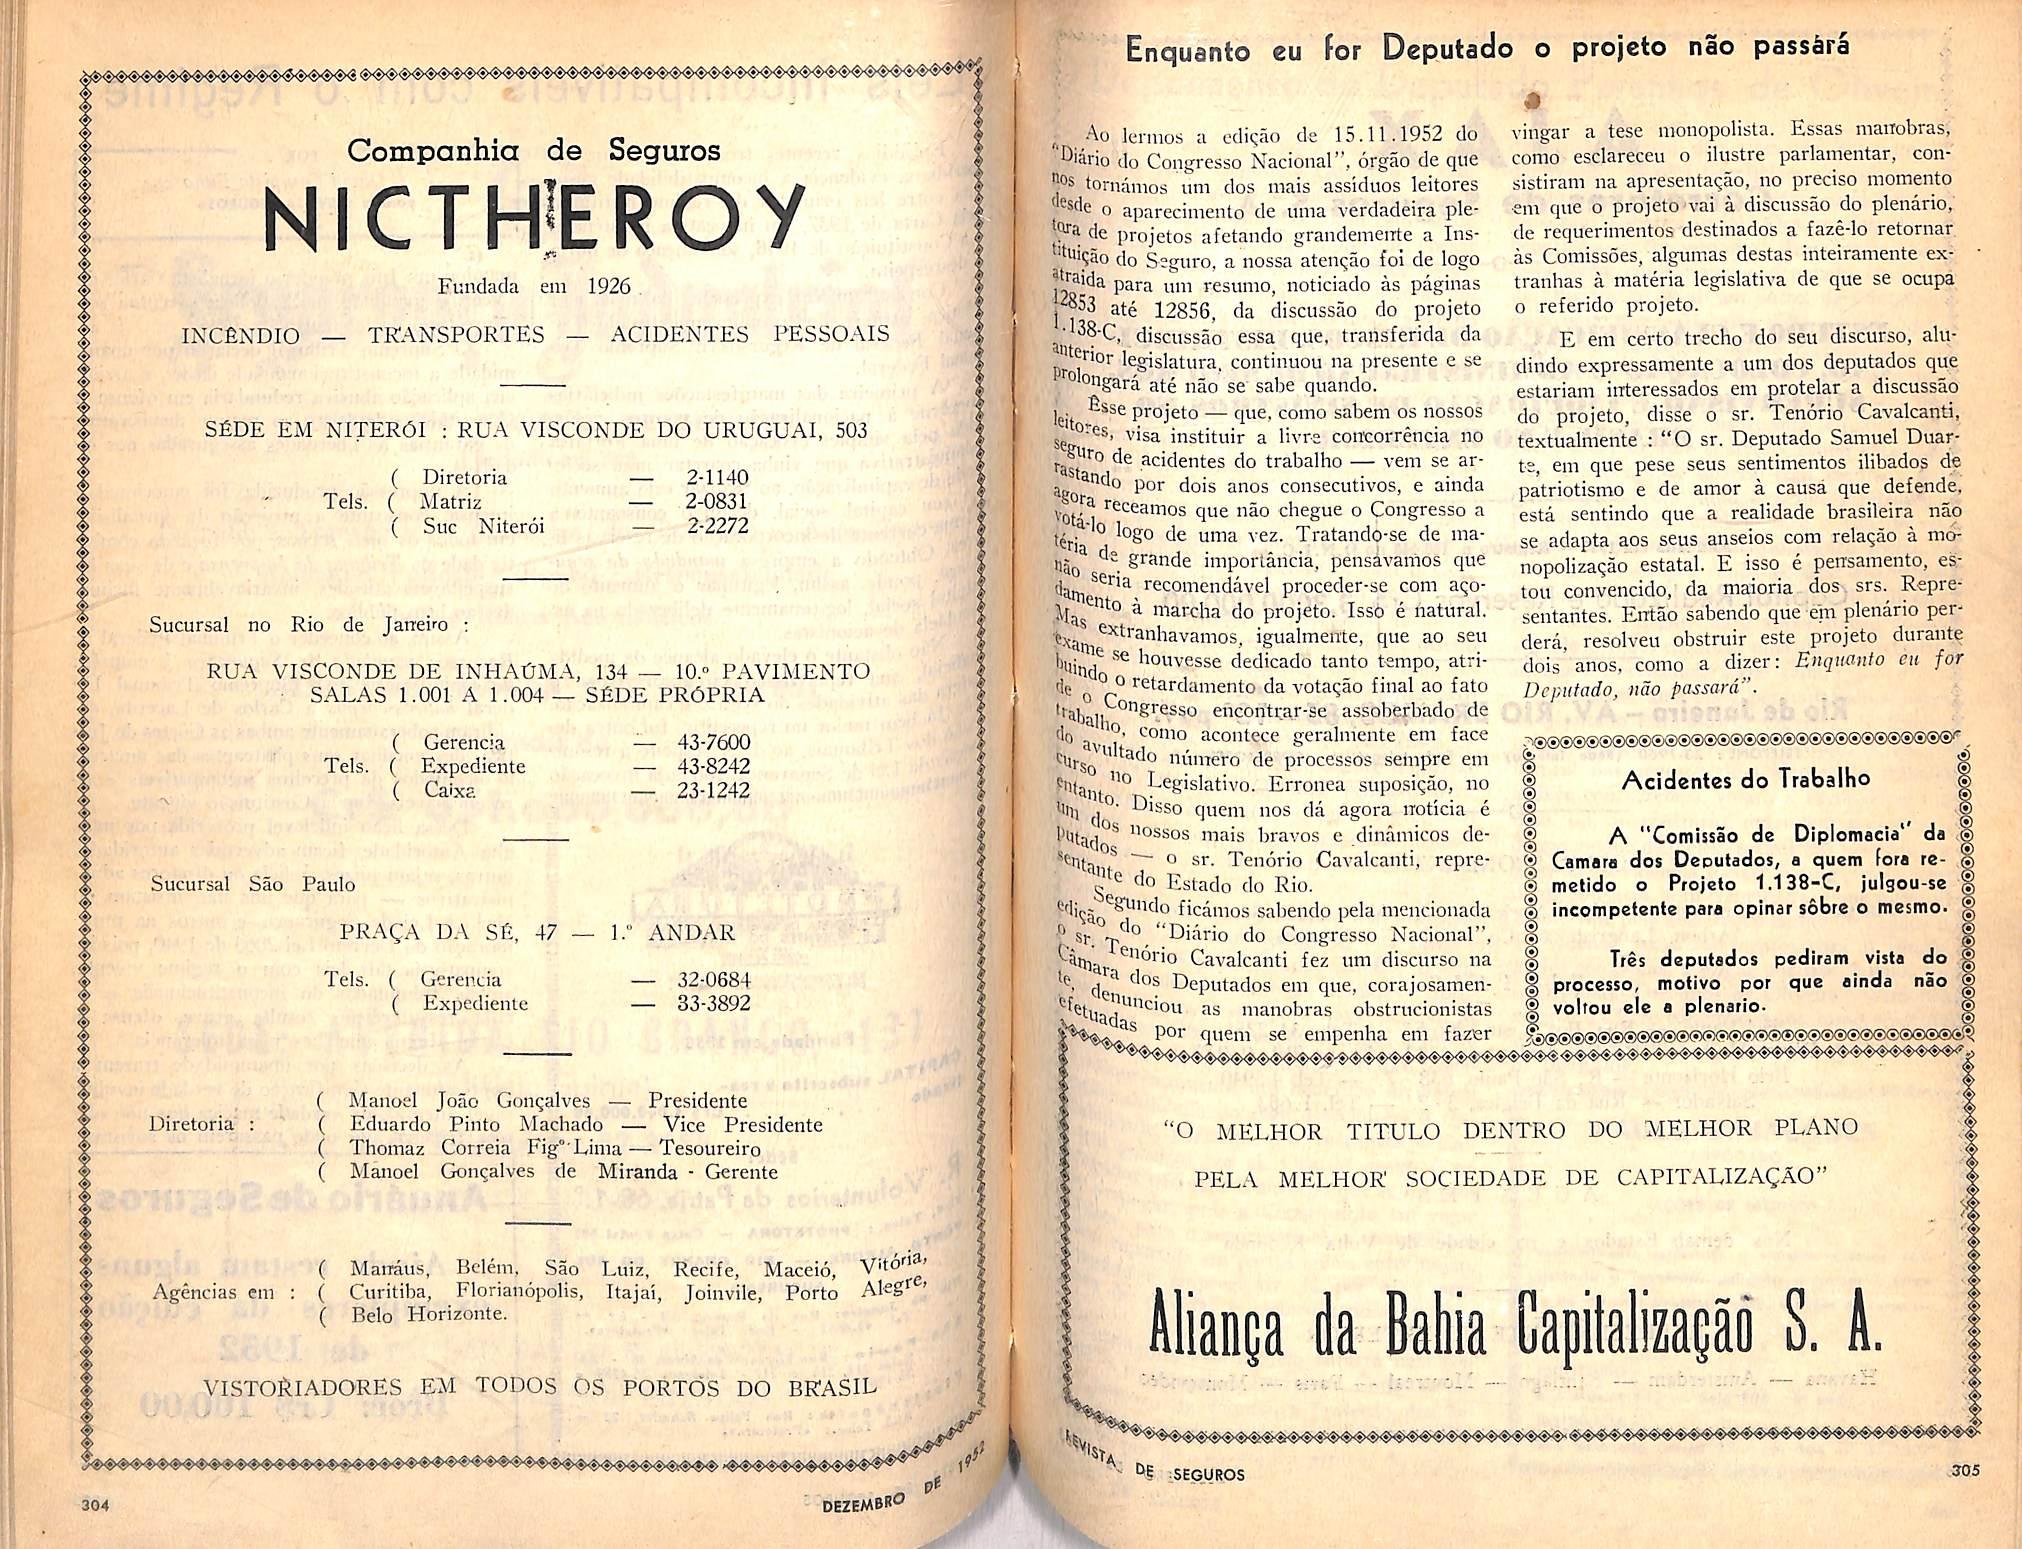 Companhia de Seguros
NICTHEROY
Fundada em 1926
INCÊNDIO — TRANSPORTES — ACIDENTES PESSOAIS
SÉDE EM NITERÓI : RUA VISCONDE DO URUGUAI, 503
( Diretoria — 2-1140
Tels. ( Matriz — 2-0831
( Suc Niterói — 2-2272
Sucursal no Rio de Janeiro :
RUA VISCONDE DE INHAÚMA, 134 — 10.º PAVIMENTO
SALAS 1.001 A 1.004 — SÉDE PRÓPRIA
( Gerencia — 43-7600
Tels. ( Expediente — 43-8242
( Caixa — 23-1242
Sucursal São Paulo
PRAÇA DA SÉ, 47 — 1.º ANDAR
Tels. ( Gerencia — 32-0684
( Expediente — 33-3892
( Manoel João Gonçalves — Presidente
Diretoria : ( Eduardo Pinto Machado — Vice Presidente
( Thomaz Correia Figº Lima — Tesoureiro
( Manoel Gonçalves de Miranda - Gerente
( Manáus, Belém, São Luiz, Recife, Maceió, Vitória,
Agências em : ( Curitiba, Florianópolis, Itajaí, Joinvile, Porto Alegre,
( Belo Horizonte.
VISTORIADORES EM TODOS OS PORTOS DO BRASIL
304
DEZEMBRO DE 1952
Enquanto eu for Deputado o projeto não passará
Ao lermos a edição de 15.11.1952 do
"Diário do Congresso Nacional", órgão de que
nos tornámos um dos mais assíduos leitores
desde o aparecimento de uma verdadeira ple-
tora de projetos afetando grandemente a Ins-
tituição do Seguro, a nossa atenção foi de logo
atraida para um resumo, noticiado às páginas
12853 até 12856, da discussão do projeto
1.138-C, discussão essa que, transferida da
anterior legislatura, continuou na presente e se
prolongará até não se sabe quando.
Êsse projeto — que, como sabem os nossos
leitores, visa instituir a livre concorrência no
seguro de acidentes do trabalho — vem se ar-
rastando por dois anos consecutivos, e ainda
agora receamos que não chegue o Congresso a
votá-lo logo de uma vez. Tratando-se de ma-
téria de grande importância, pensávamos que
não seria recomendável proceder-se com aço-
damento à marcha do projeto. Isso é natural.
Mas extranhavamos, igualmente, que ao seu
exame se houvesse dedicado tanto tempo, atri-
buindo o retardamento da votação final ao fato
de o Congresso encontrar-se assoberbado de
trabalho, como acontece geralmente em face
do avultado número de processos sempre em
curso no Legislativo. Erronea suposição, no
entanto. Disso quem nos dá agora notícia é
um dos nossos mais bravos e dinâmicos de-
putados — o sr. Tenório Cavalcanti, repre-
sentante do Estado do Rio.
Segundo ficámos sabendo pela mencionada
edição do "Diário do Congresso Nacional",
o sr. Tenório Cavalcanti fez um discurso na
Câmara dos Deputados em que, corajosamen-
te, denunciou as manobras obstrucionistas
efetuadas por quem se empenha em fazer
vingar a tese monopolista. Essas manobras,
como esclareceu o ilustre parlamentar, con-
sistiram na apresentação, no preciso momento
em que o projeto vai à discussão do plenário,
de requerimentos destinados a fazê-lo retornar
às Comissões, algumas destas inteiramente ex-
tranhas à matéria legislativa de que se ocupa
o referido projeto.
E em certo trecho do seu discurso, alu-
dindo expressamente a um dos deputados que
estariam interessados em protelar a discussão
do projeto, disse o sr. Tenório Cavalcanti,
textualmente : "O sr. Deputado Samuel Duar-
te, em que pese seus sentimentos ilibados de
patriotismo e de amor à causa que defende,
está sentindo que a realidade brasileira não
se adapta aos seus anseios com relação à mo-
nopolização estatal. E isso é pensamento, es-
tou convencido, da maioria dos srs. Repre-
sentantes. Então sabendo que em plenário per-
derá, resolveu obstruir este projeto durante
dois anos, como a dizer: Enquanto eu for
Deputado, não passará".
Acidentes do Trabalho
A "Comissão de Diplomacia" da
Camara dos Deputados, a quem fora re-
metido o Projeto 1.138-C, julgou-se
incompetente para opinar sôbre o mesmo.
Três deputados pediram vista do
processo, motivo por que ainda não
voltou ele a plenario.
"O MELHOR TITULO DENTRO DO MELHOR PLANO
PELA MELHOR SOCIEDADE DE CAPITALIZAÇÃO"
Aliança da Bahia Capitalização S. A.
REVISTA DE SEGUROS
305